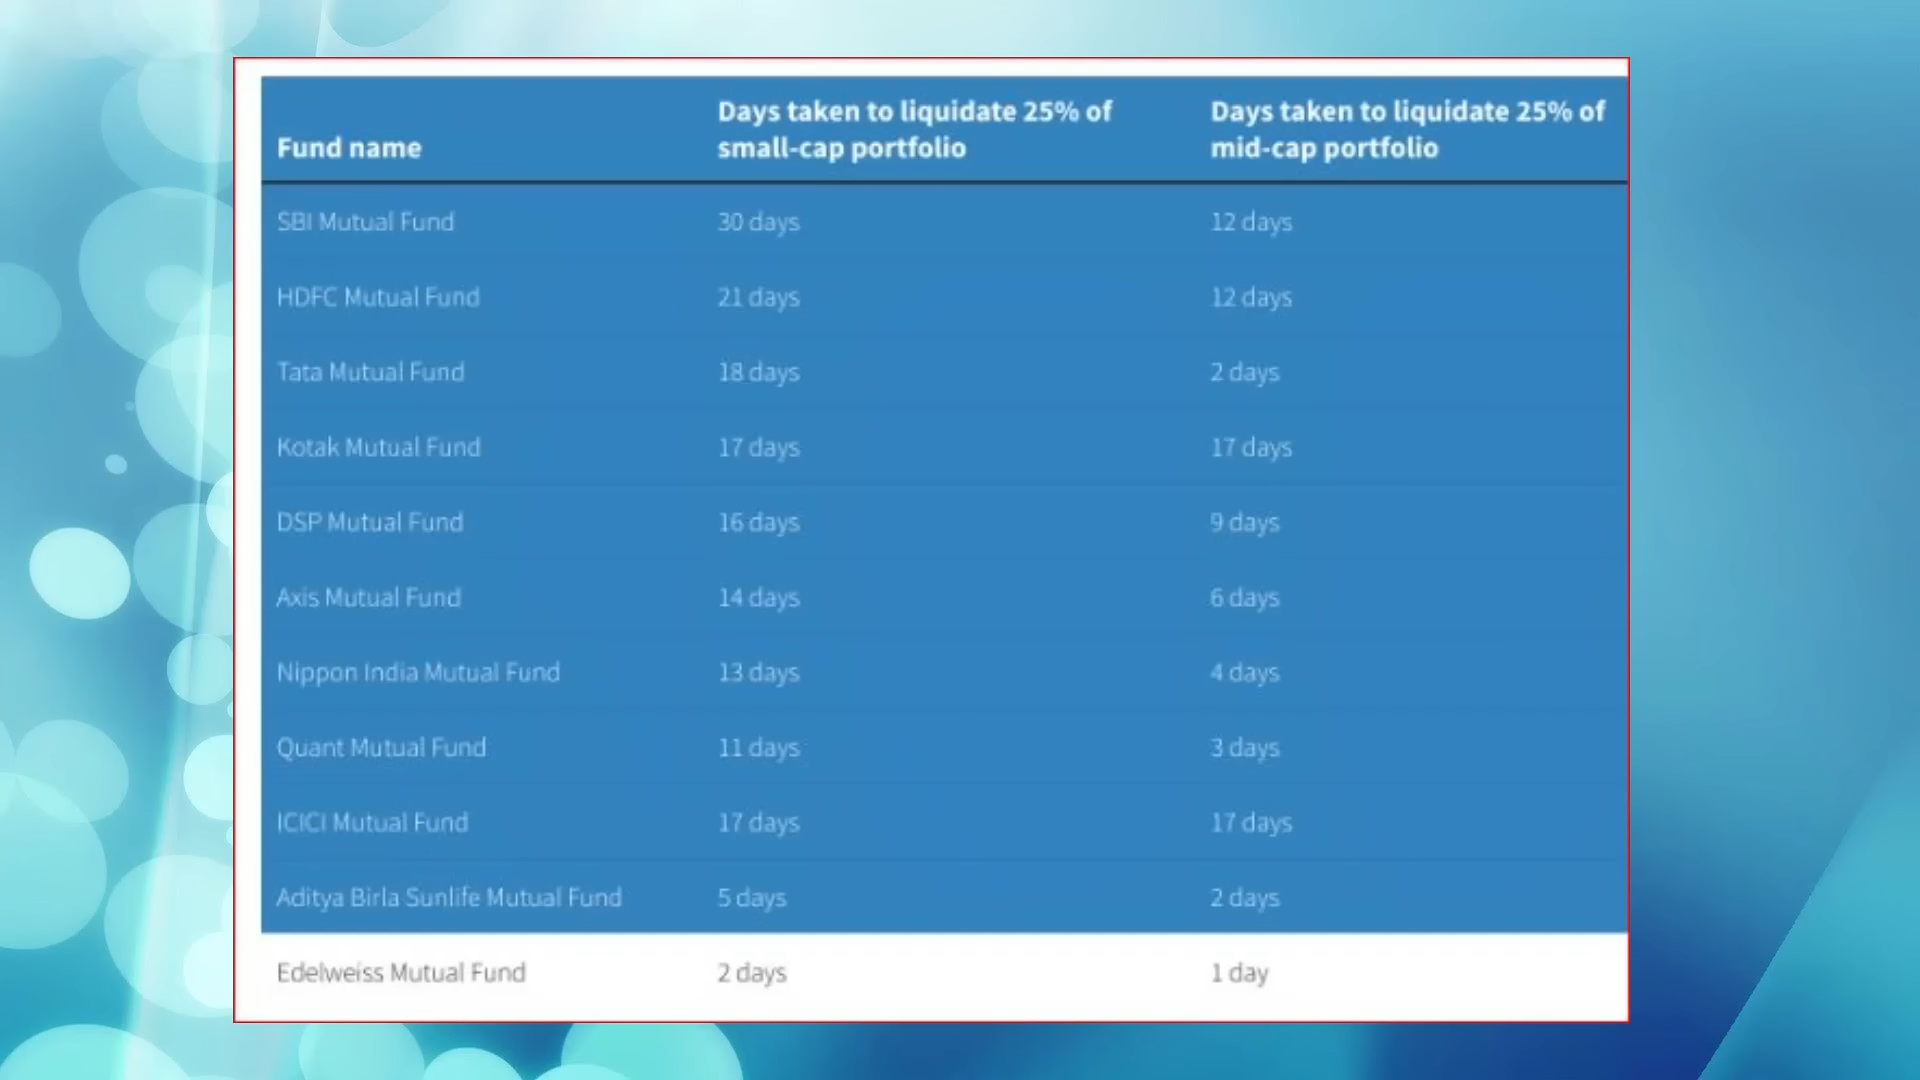 Fund name	Days taken to liquidate 25% of small-cap portfolio	Days taken to liquidate 25% of mid-cap portfolio
SBI Mutual Fund	30 days	12 days
HDFC Mutual Fund	21 days	12 days
Tata Mutual Fund	18 days	2 days
Kotak Mutual Fund	17 days	17 days
DSP Mutual Fund	16 days	9 days
Axis Mutual Fund	14 days	6 days
Nippon India Mutual Fund	13 days	4 days
Quant Mutual Fund	11 days	3 days
ICICI Mutual Fund	17 days	17 days
Aditya Birla Sunlife Mutual Fund	5 days	2 days
Edelweiss Mutual Fund	2 days	1 day